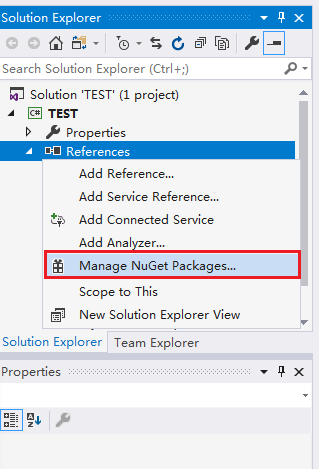 Solution Explorer
Search Solution Explorer (Ctrl+;)
Solution 'TEST' (1 project)
C# TEST
Properties
References
Add Reference...
Add Service Reference...
Add Connected Service
Add Analyzer...
Manage NuGet Packages...
Scope to This
New Solution Explorer View
Solution Explorer Team Explorer
Properties